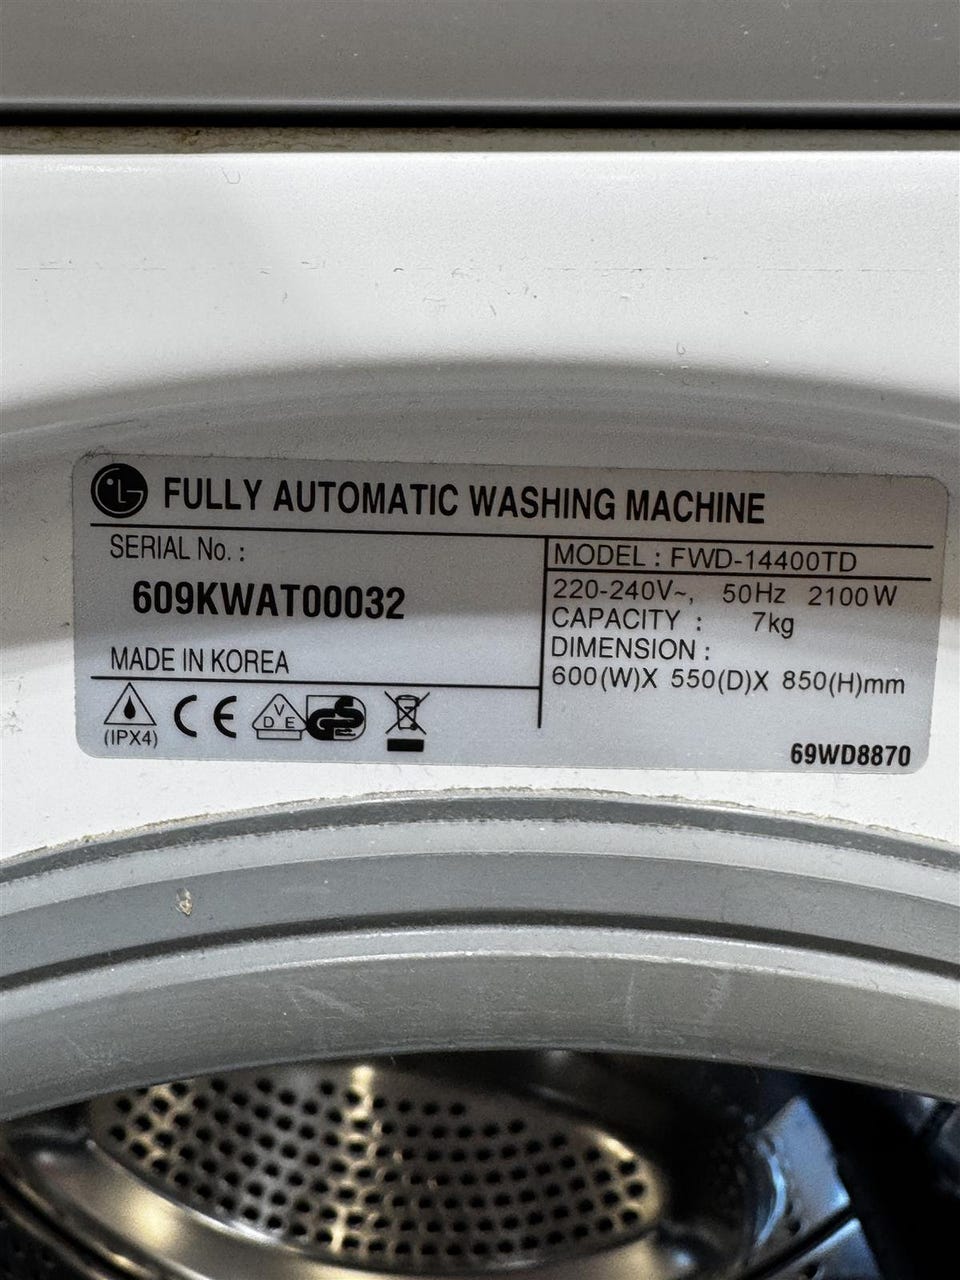 LG FULLY AUTOMATIC WASHING MACHINE
SERIAL No. :
609KWAT00032
MADE IN KOREA
(IPX4)
CE
D V E
GS
MODEL : FWD-14400TD
220-240V~, 50Hz 2100W
CAPACITY : 7kg
DIMENSION :
600(W)X 550(D)X 850(H)mm
69WD8870